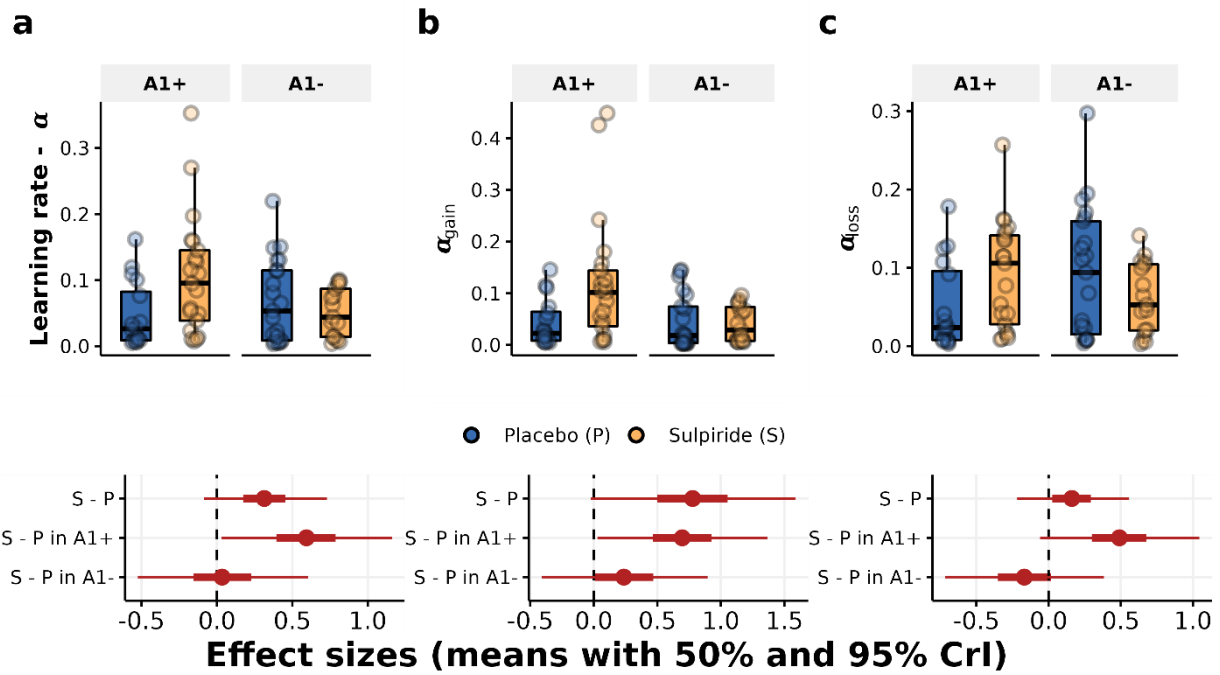 a
A1+ A1-
Learning rate - α
0.3
0.2
0.1
0.0
b
A1+ A1-
αgain
0.4
0.3
0.2
0.1
0.0
c
A1+ A1-
αloss
0.3
0.2
0.1
0.0
Placebo (P) Sulpiride (S)
S - P
S - P in A1+
S - P in A1-
-0.5 0.0 0.5 1.0
S - P
S - P in A1+
S - P in A1-
-0.5 0.0 0.5 1.0 1.5
S - P
S - P in A1+
S - P in A1-
-0.5 0.0 0.5 1.0
Effect sizes (means with 50% and 95% CrI)